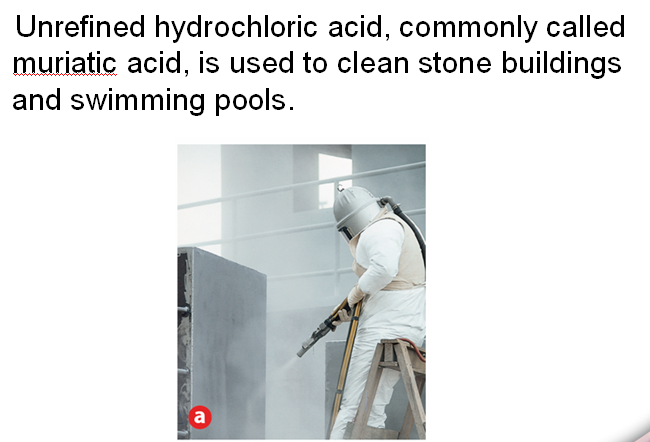 Unrefined hydrochloric acid, commonly called
muriatic acid, is used to clean stone buildings
and swimming pools.
a